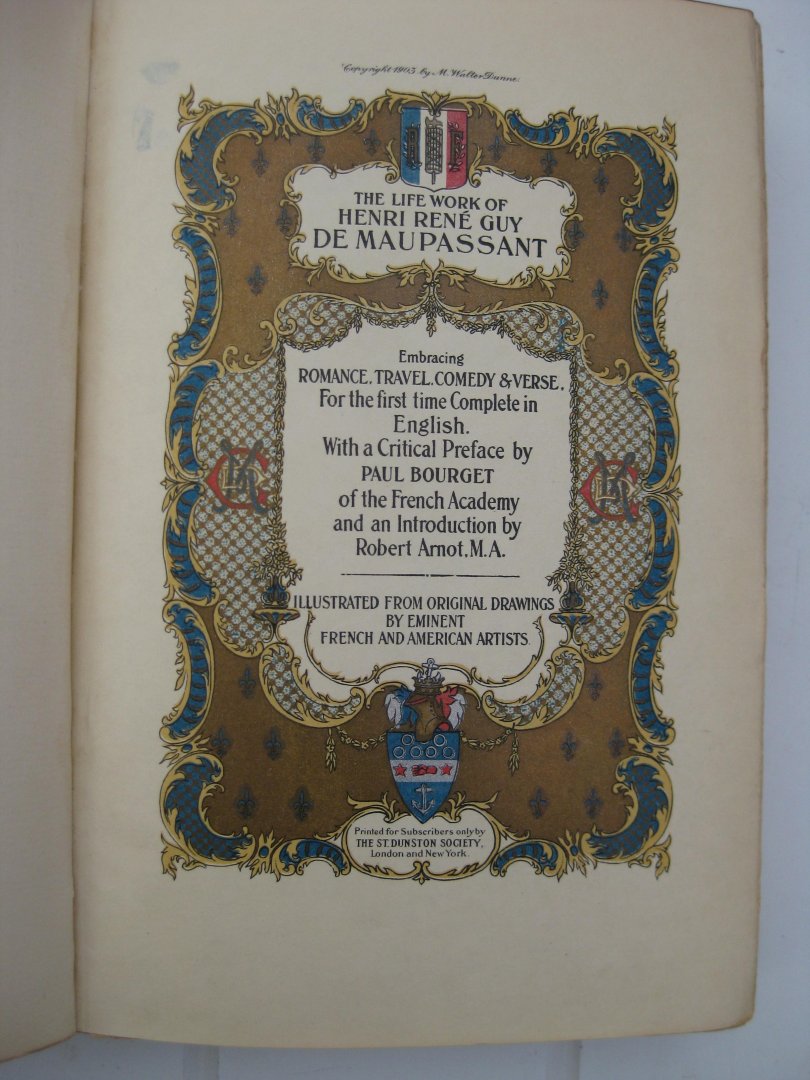 Copyright 1903 by M. Walter Dunne.
THE LIFE WORK OF
HENRI RENÉ GUY
DE MAUPASSANT
Embracing
ROMANCE, TRAVEL, COMEDY & VERSE,
For the first time Complete in
English.
With a Critical Preface by
PAUL BOURGET
of the French Academy
and an Introduction by
Robert Arnot, M.A.
ILLUSTRATED FROM ORIGINAL DRAWINGS
BY EMINENT
FRENCH AND AMERICAN ARTISTS.
Printed for Subscribers only by
THE ST. DUNSTON SOCIETY,
London and New York.